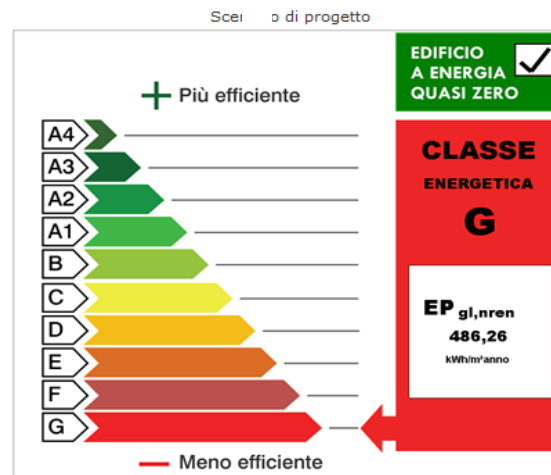 di progetto
EDIFICIO
A ENERGIA
QUASI ZERO
+ Più efficiente
A4
A3
A2
A1
B
C
D
E
F
G
CLASSE
ENERGETICA
G
EP gl,nren
486,26
kWh/m²anno
— Meno efficiente